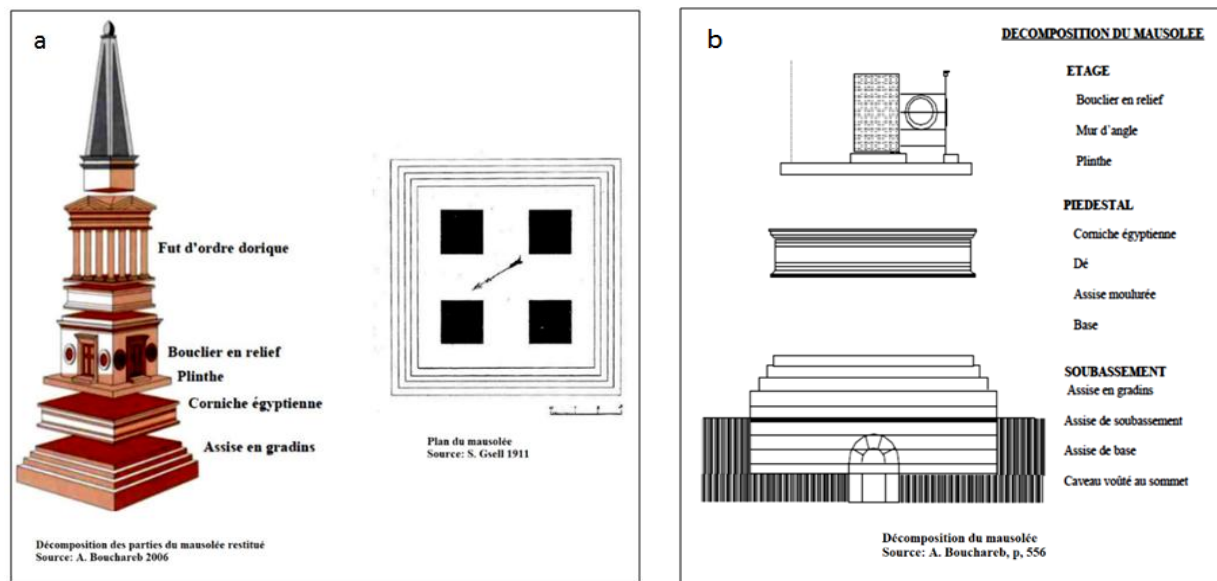 a
Fut d'ordre dorique
Bouclier en relief
Plinthe
Corniche égyptienne
Assise en gradins
Plan du mausolée
Source: S. Gsell 1911
Décomposition des parties du mausolée restitué
Source: A. Bouchareb 2006
b
DECOMPOSITION DU MAUSOLEE
ETAGE
Bouclier en relief
Mur d'angle
Plinthe
PIEDESTAL
Corniche égyptienne
Dé
Assise moulurée
Base
SOUBASSEMENT
Assise en gradins
Assise de soubassement
Assise de base
Caveau voûté au sommet
Décomposition du mausolée
Source: A. Bouchareb, p, 556